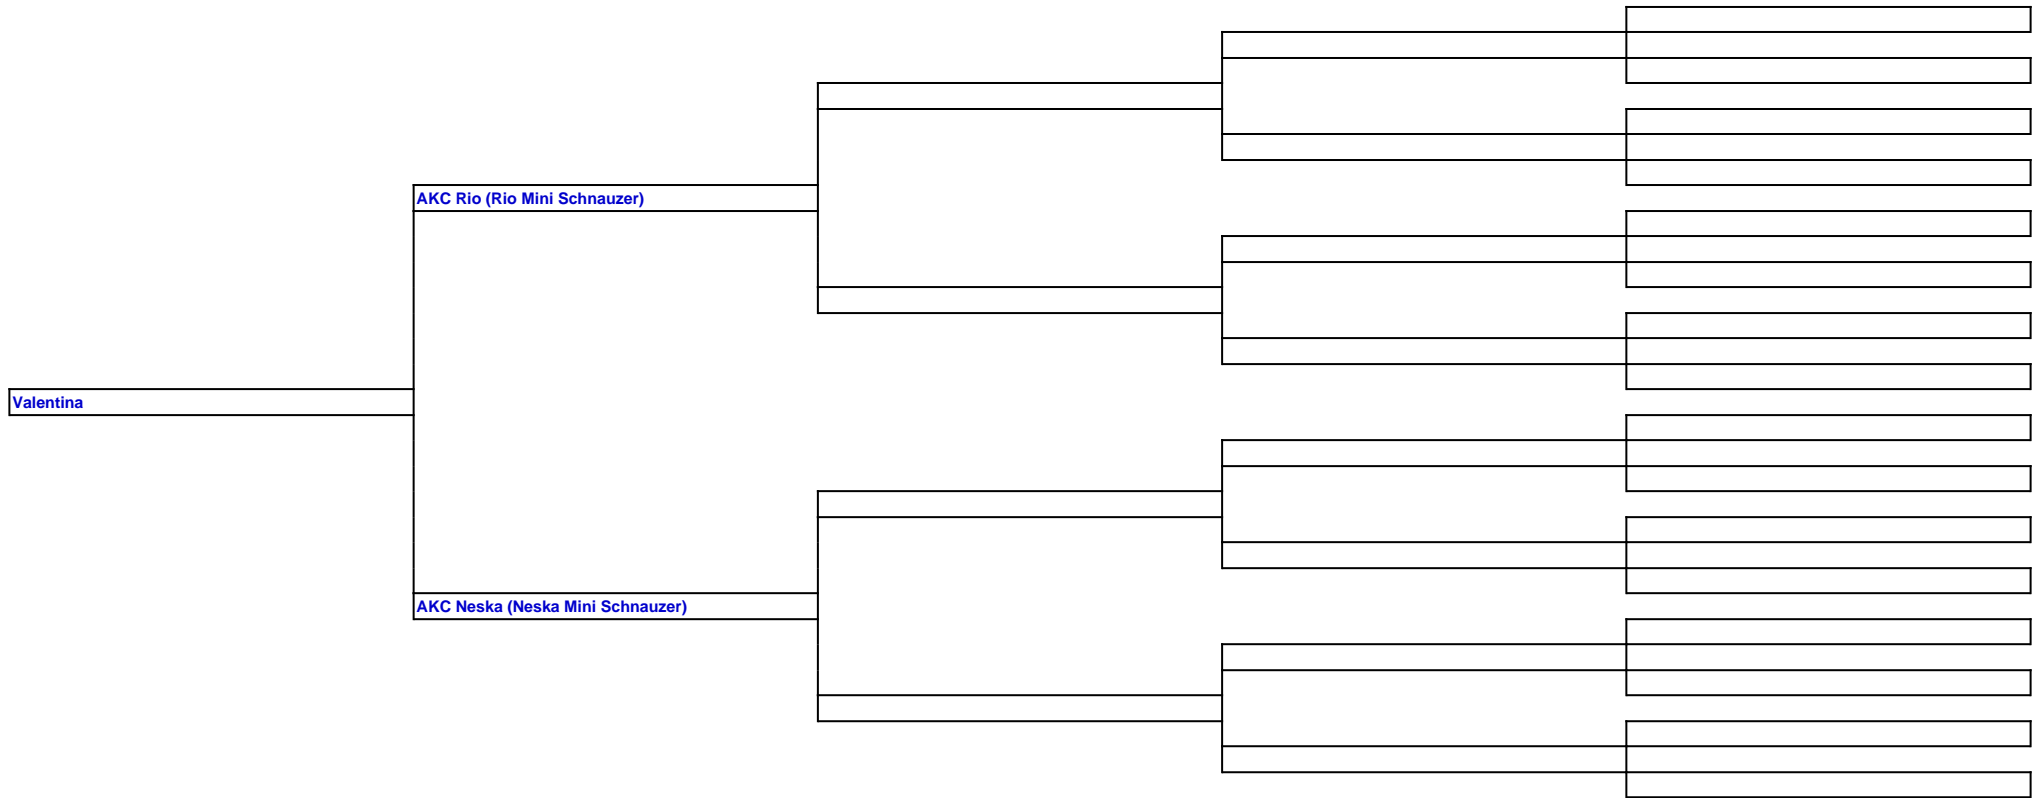 AKC Rio (Rio Mini Schnauzer)
Valentina
AKC Neska (Neska Mini Schnauzer)